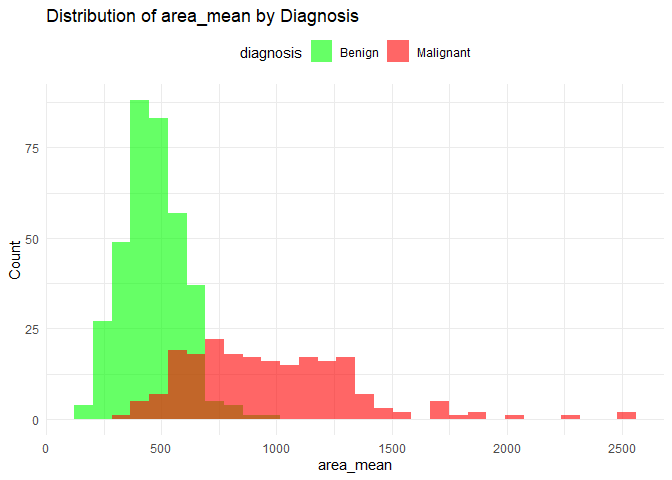 Distribution of area_mean by Diagnosis
diagnosis Benign Malignant
75
50
25
0
Count
0 500 1000 1500 2000 2500
area_mean